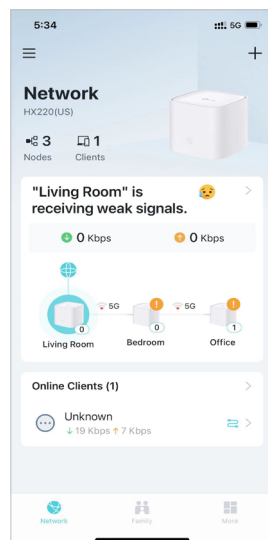 5:34
5G
Network
HX220(US)
3
1
Nodes
Clients
"Living Room" is
receiving weak signals.
0 Kbps
0 Kbps
5G
5G
0
0
1
Living Room
Bedroom
Office
Online Clients (1)
Unknown
↓ 19 Kbps ↑ 7 Kbps
Network
Family
More